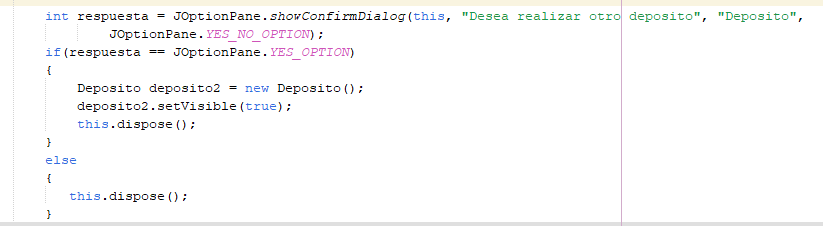 int respuesta = JOptionPane.showConfirmDialog(this, "Desea realizar otro deposito", "Deposito",
JOptionPane.YES_NO_OPTION);
if(respuesta == JOptionPane.YES_OPTION)
{
Deposito deposito2 = new Deposito();
deposito2.setVisible(true);
this.dispose();
}
else
{
this.dispose();
}